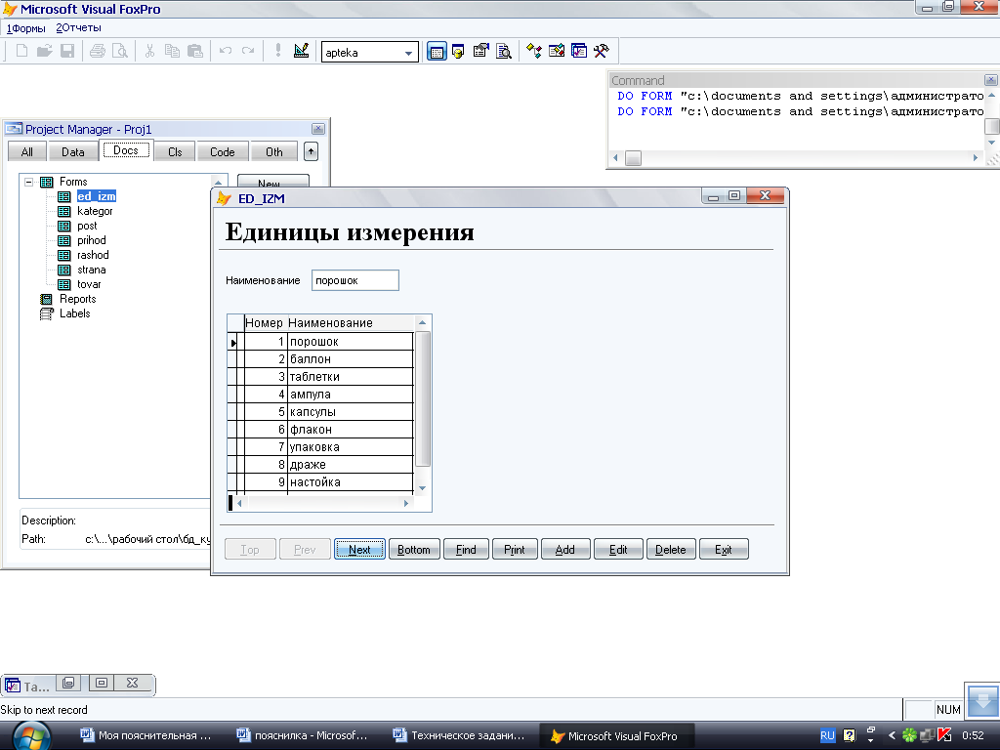 Microsoft Visual FoxPro
1Формы 2Отчеты
apteka
Command
DO FORM "c:\documents and settings\администрато
DO FORM "c:\documents and settings\администрато
Project Manager - Proj1
All Data Docs Cls Code Oth
Forms
New...
ed_izm
kategor
post
prihod
rashod
strana
tovar
Reports
Labels
Description:
Path: c:\...\рабочий стол\бд_ку
ED_IZM
Единицы измерения
Наименование порошок
Номер Наименование
1 порошок
2 баллон
3 таблетки
4 ампула
5 капсулы
6 флакон
7 упаковка
8 драже
9 настойка
Top Prev Next Bottom Find Print Add Edit Delete Exit
Ta...
Skip to next record
NUM
Моя пояснительная ... пояснилка - Microsof... Техническое задани... Microsoft Visual FoxPro RU 0:52